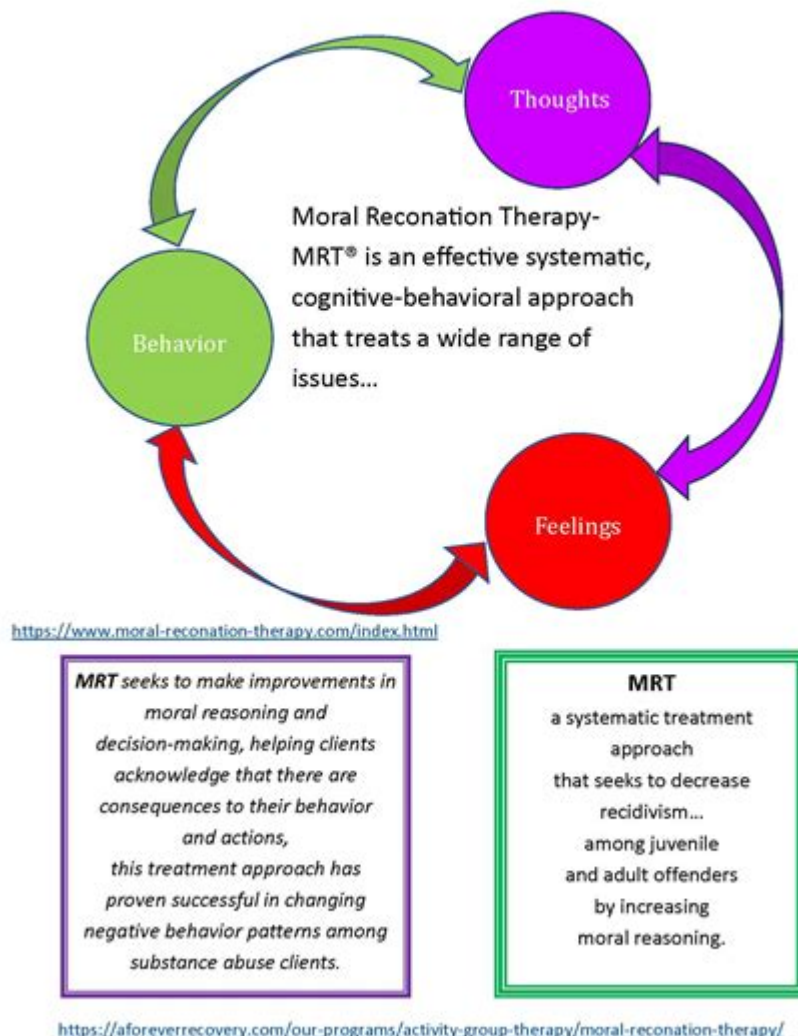 Thoughts
Moral Reconation Therapy-
MRT® is an effective systematic,
cognitive-behavioral approach
that treats a wide range of
issues...
Behavior
Feelings
https://www.moral-reconation-therapy.com/index.html
MRT seeks to make improvements in
moral reasoning and
decision-making, helping clients
acknowledge that there are
consequences to their behavior
and actions,
this treatment approach has
proven successful in changing
negative behavior patterns among
substance abuse clients.
MRT
a systematic treatment
approach
that seeks to decrease
recidivism...
among juvenile
and adult offenders
by increasing
moral reasoning.
https://aforeverrecovery.com/our-programs/activity-group-therapy/moral-reconation-therapy/